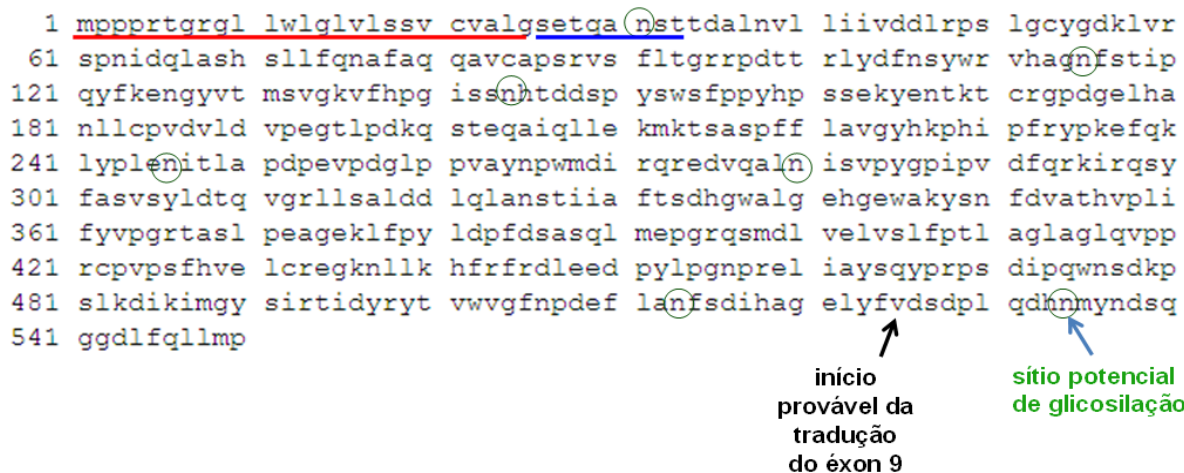 1 mppprtgrgl lwlglvlssv cvalgsetqa nsttdalnvl liivddlrps lgcygdklvr
61 spnidqlash sllfqnafaq qavcapsrvs fltgrrpdtt rlydfnsywr vhagnfstip
121 qyfkengyvt msvgkvfhpg issnhtddsp yswsfppyhp ssekyentkt crgpdgelha
181 nllcpvdvld vpegtlpdkq steqaiqlle kmktsaspff lavgyhkphi pfrypkefqk
241 lyplenitla pdpevpdglp pvaynpwmdi rqredvqaln isvpygpipv dfqrkirqsy
301 fasvsyldtq vgrllsaldd lqlanstiia ftsdhgwalg ehgewakysn fdvathvpli
361 fyvpgrtasl peageklfpy ldpfdsasql mepgrqsmdl velvslfptl aglaglqvpp
421 rcpvpsfhve lcregknllk hfrfrdleed pylpgnprel iaysqyprps dipqwnsdkp
481 slkdikimgy sirtidyryt vwvgfnpdef lanfsdihag elyfvdsdpl qdhnmyndsq
541 ggdlfqllmp
início
provável da
tradução
do éxon 9
sítio potencial
de glicosilação